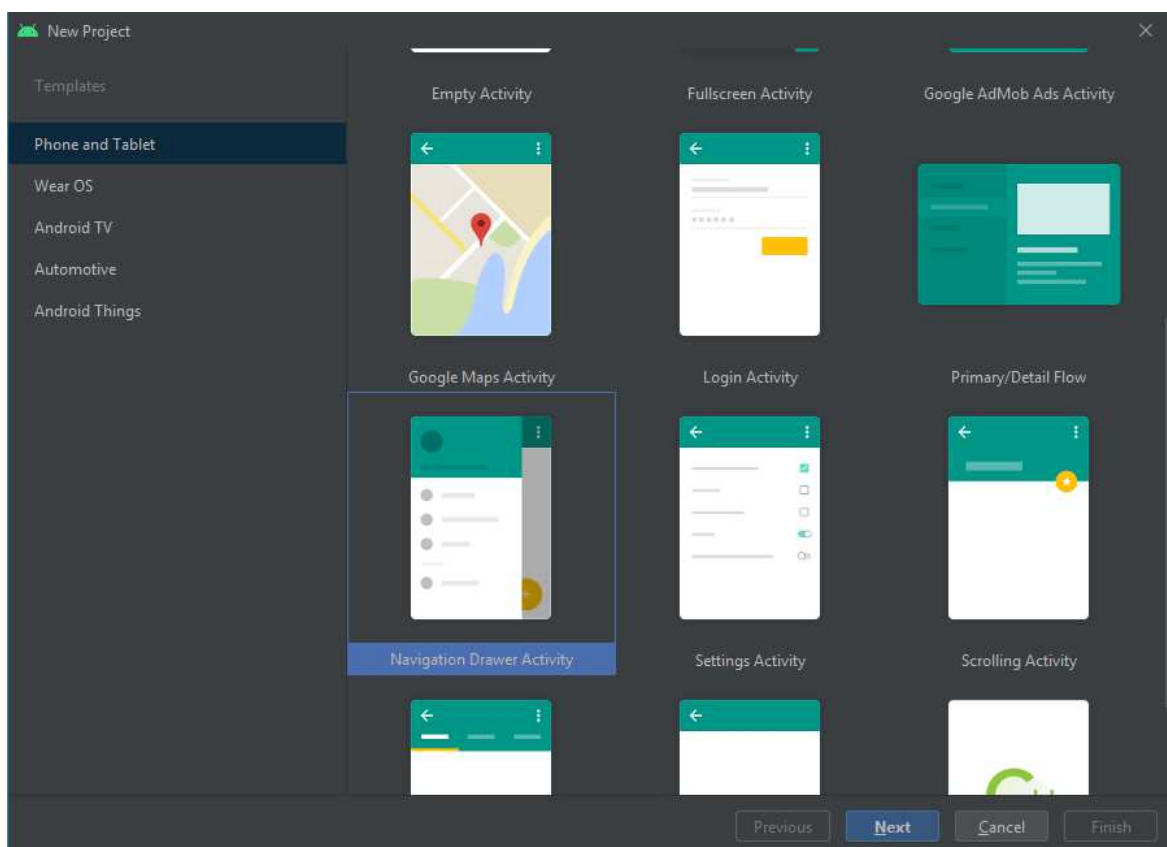 New Project
Templates
Phone and Tablet
Wear OS
Android TV
Automotive
Android Things
Empty Activity
Fullscreen Activity
Google AdMob Ads Activity
Google Maps Activity
Login Activity
Primary/Detail Flow
Navigation Drawer Activity
Settings Activity
Scrolling Activity
Previous
Next
Cancel
Finish